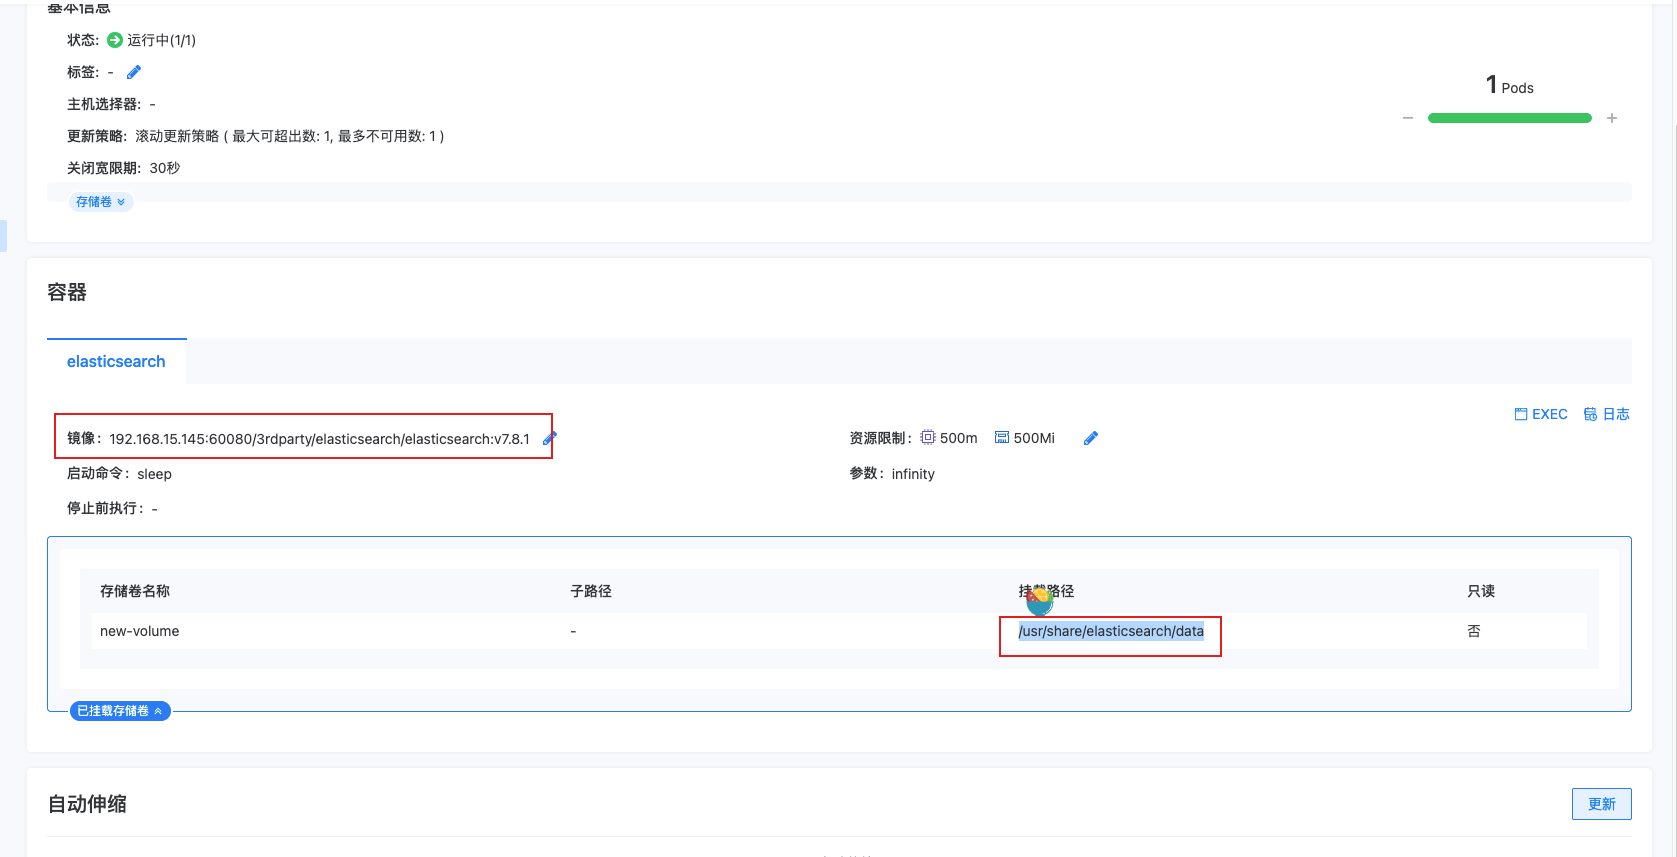 基本信息
状态: 运行中(1/1)
标签: -
主机选择器: -
更新策略: 滚动更新策略 ( 最大可超出数: 1, 最多不可用数: 1 )
关闭宽限期: 30秒
1 Pods
存储卷
容器
elasticsearch
EXEC 日志
镜像: 192.168.15.145:60080/3rdparty/elasticsearch/elasticsearch:v7.8.1
资源限制: 500m 500Mi
启动命令: sleep
参数: infinity
停止前执行: -
存储卷名称 子路径 挂载路径 只读
new-volume - /usr/share/elasticsearch/data 否
已挂载存储卷
自动伸缩
更新